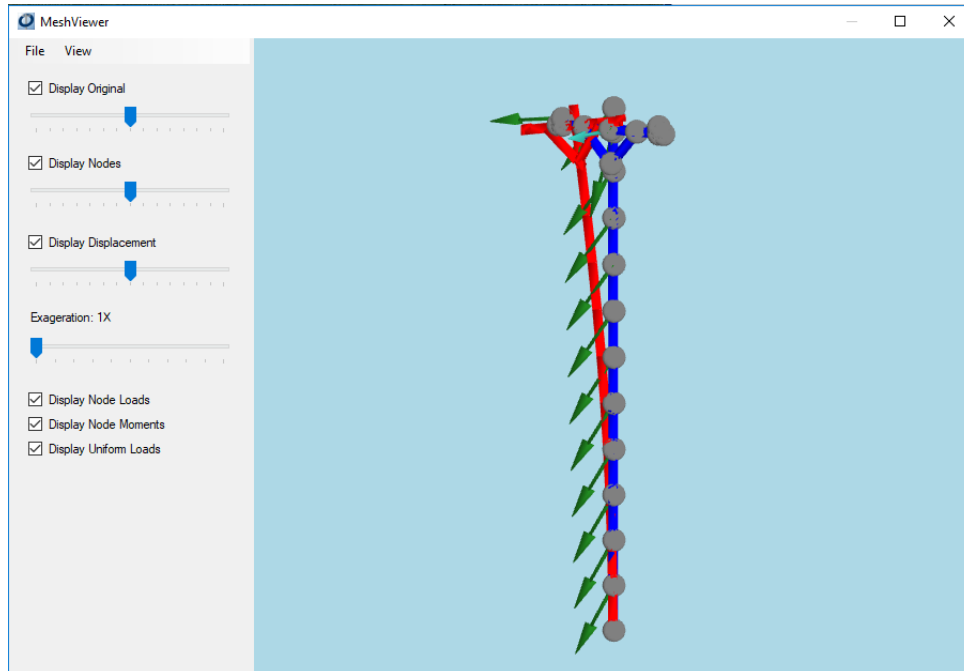 MeshViewer
File View
Display Original
Display Nodes
Display Displacement
Exageration: 1X
Display Node Loads
Display Node Moments
Display Uniform Loads